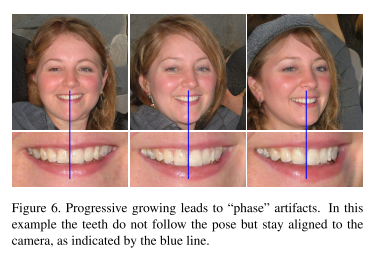 Figure 6. Progressive growing leads to “phase” artifacts. In this
example the teeth do not follow the pose but stay aligned to the
camera, as indicated by the blue line.